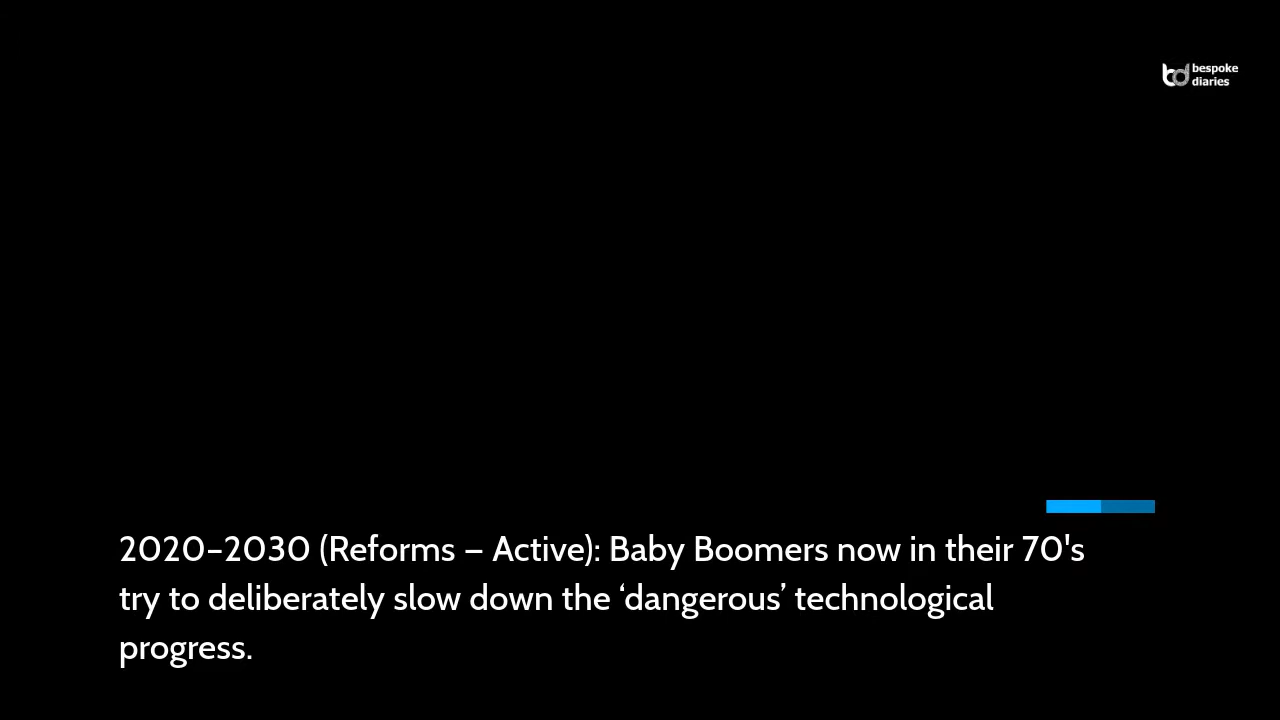 bespoke
diaries
2020–2030 (Reforms – Active): Baby Boomers now in their 70's
try to deliberately slow down the ‘dangerous’ technological
progress.